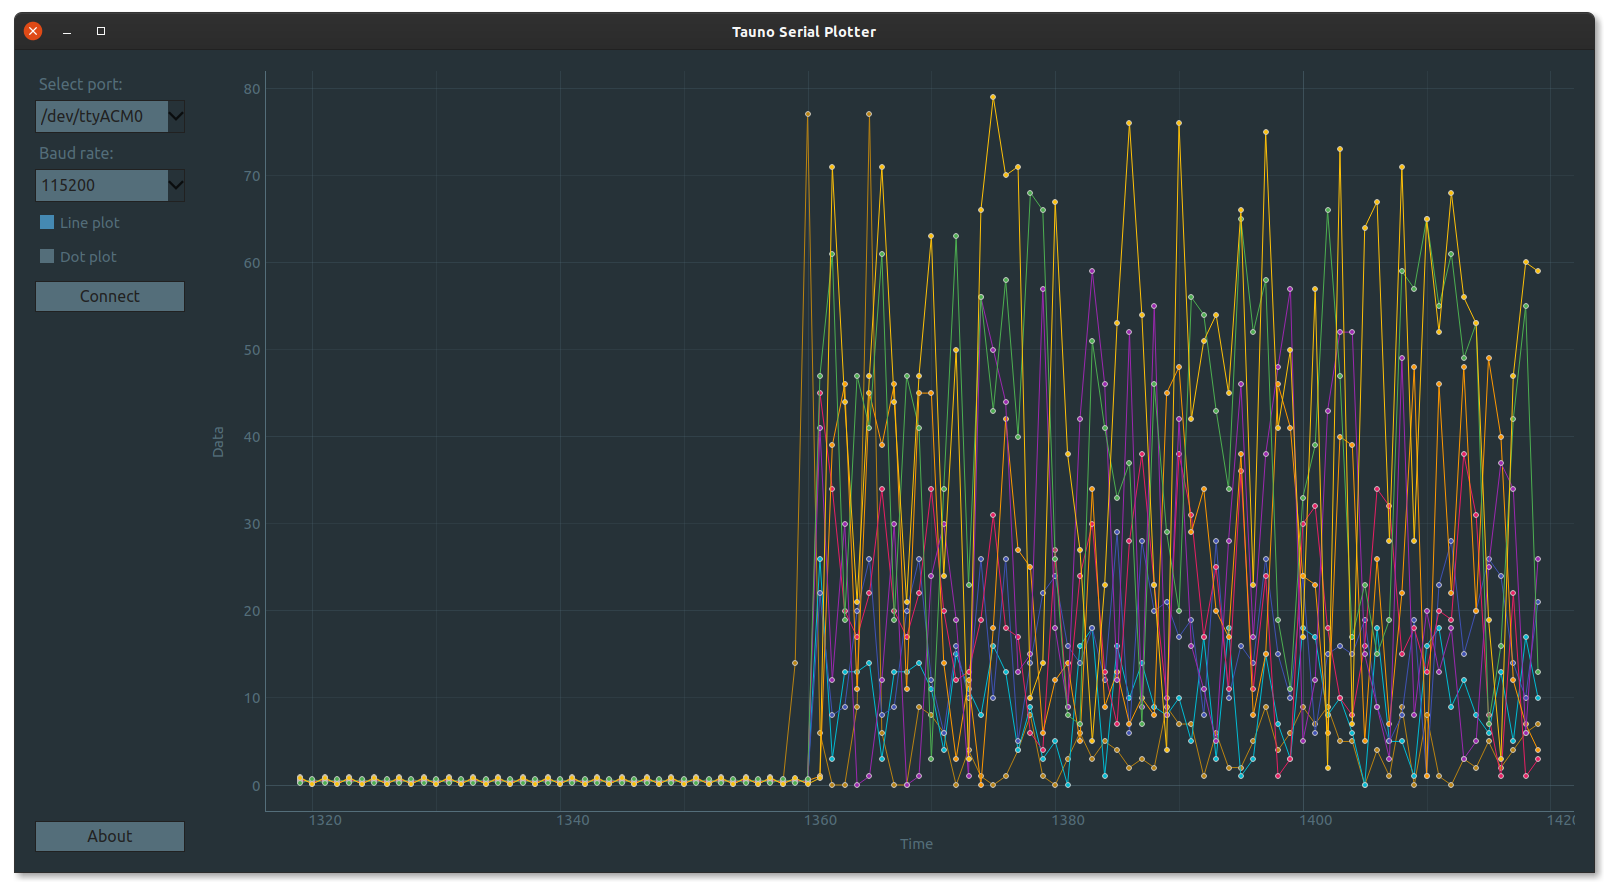 Tauno Serial Plotter
Select port:
/dev/ttyACM0
Baud rate:
115200
Line plot
Dot plot
Connect
About
Data
80
70
60
50
40
30
20
10
0
1320 1340 1360 1380 1400 1420
Time